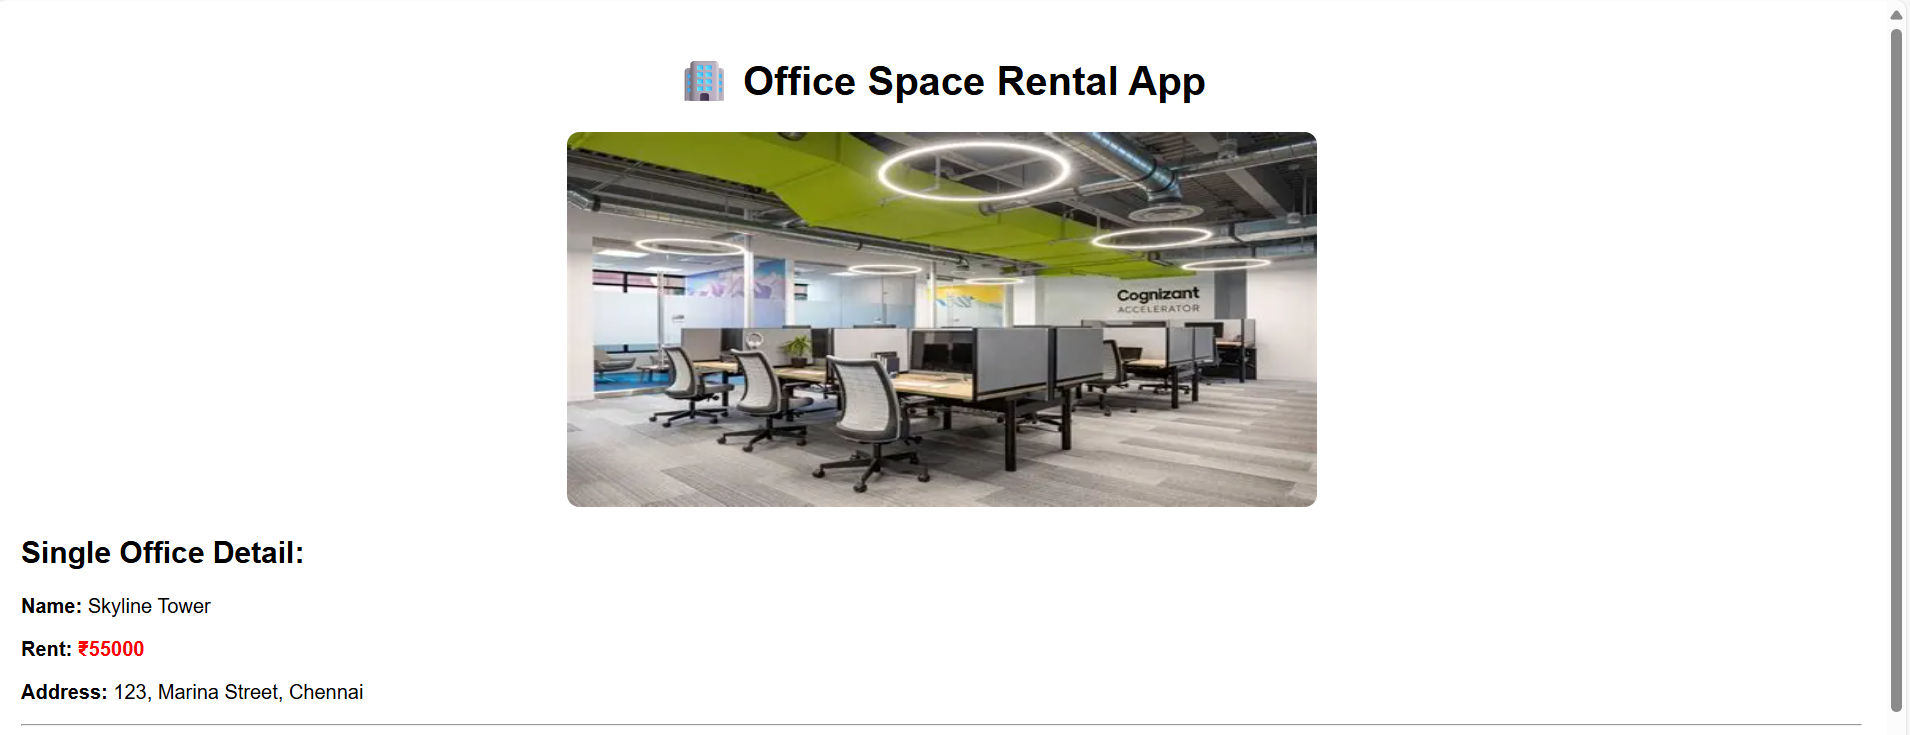 Office Space Rental App
Cognizant
ACCELERATOR
Single Office Detail:
Name: Skyline Tower
Rent: ₹55000
Address: 123, Marina Street, Chennai